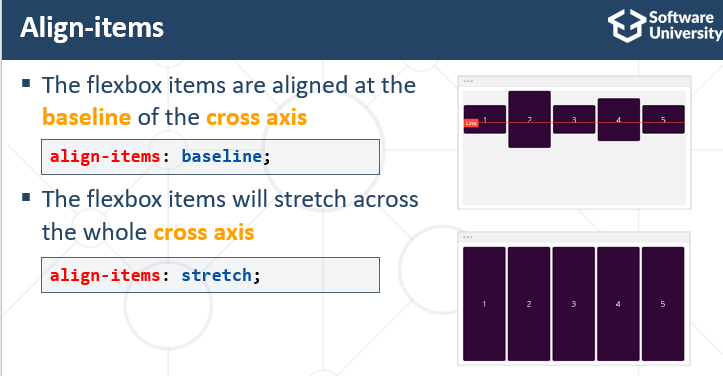 Align-items
Software
University
▪ The flexbox items are aligned at the
baseline of the cross axis
align-items: baseline;
▪ The flexbox items will stretch across
the whole cross axis
align-items: stretch;
Line
1 2 3 4 5
1 2 3 4 5